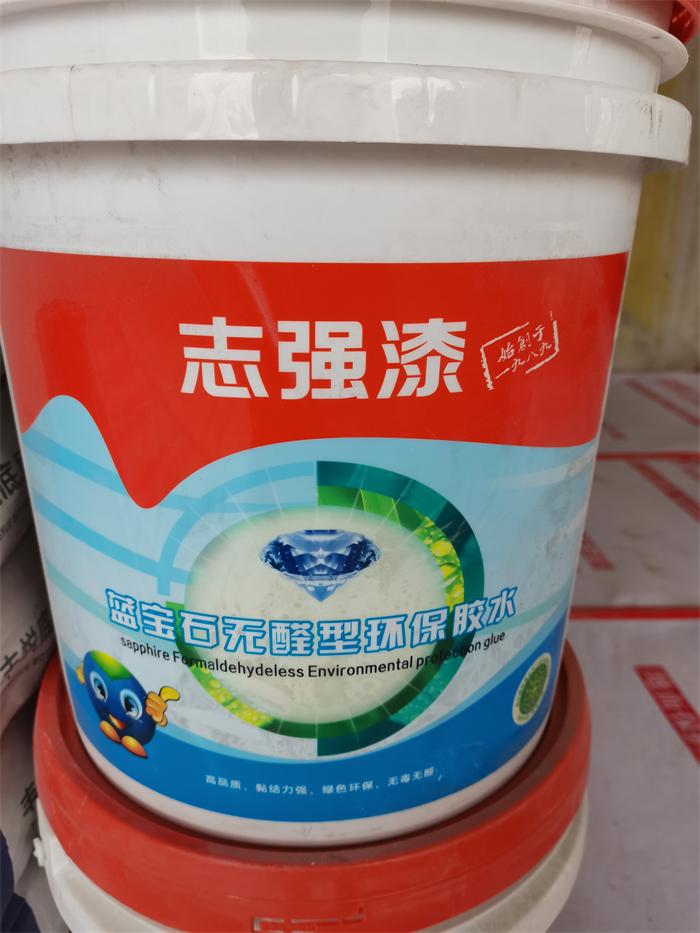 志强漆
始創于
一九八九
蓝宝石无醛型环保胶水
sapphire Formaldehydeless Environmental protection glue
高品质、黏结力强、绿色环保、无毒无醛